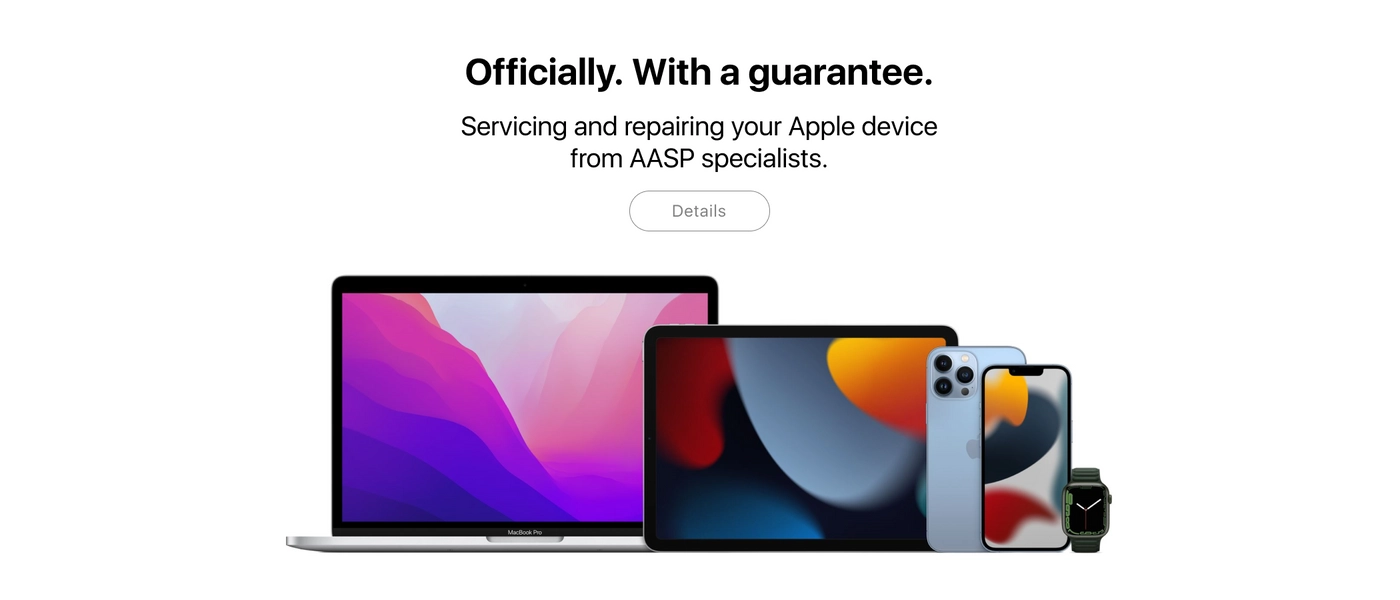 Officially. With a guarantee.
Servicing and repairing your Apple device
from AASP specialists.
Details
MacBook Pro